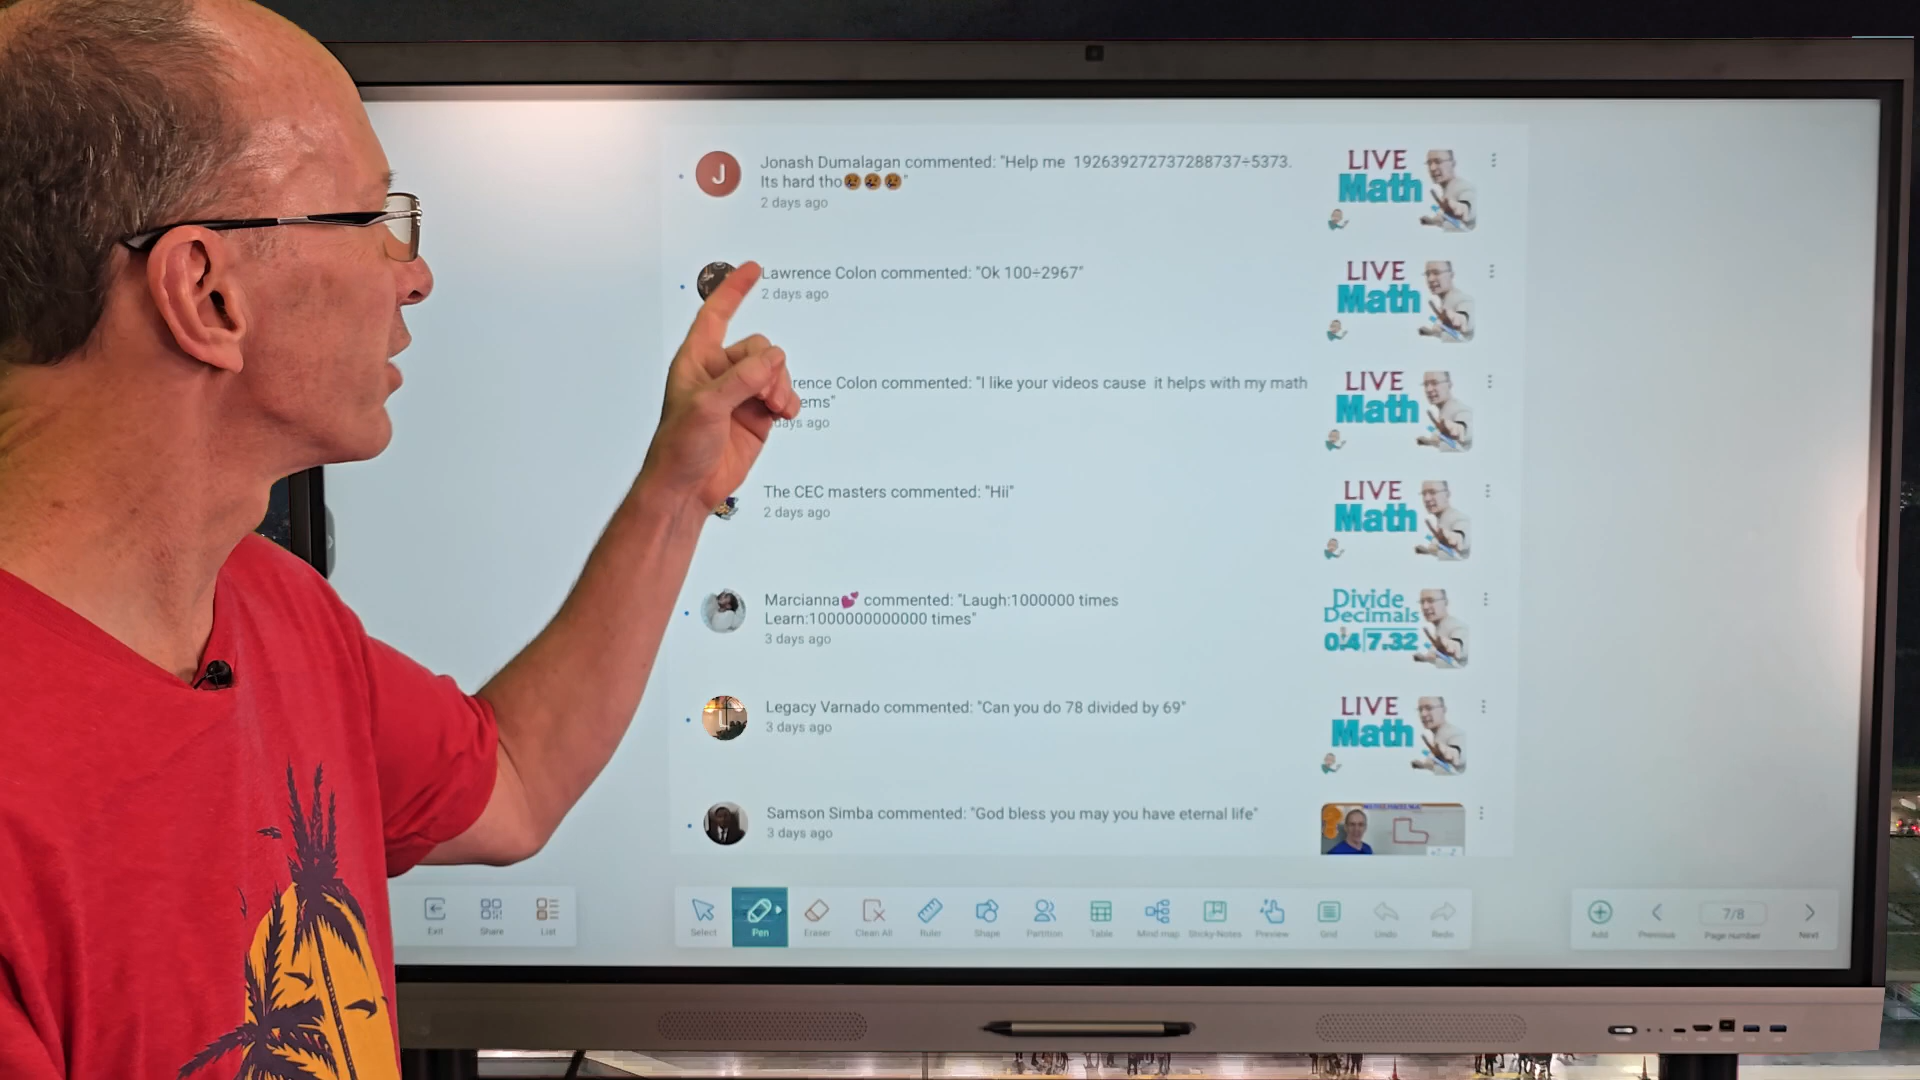 Jonash Dumalagan commented: "Help me 192639272737288737÷5373.
Its hard tho😢😢😢"
2 days ago
LIVE
Math
J
Lawrence Colon commented: "Ok 100÷2967"
2 days ago
LIVE
Math
rence Colon commented: "I like your videos cause it helps with my math
ems"
days ago
LIVE
Math
The CEC masters commented: "Hii"
2 days ago
LIVE
Math
Marcianna💕 commented: "Laugh:1000000 times
Learn:1000000000000 times"
3 days ago
Divide
Decimals
0.4 7.32
Legacy Varnado commented: "Can you do 78 divided by 69"
3 days ago
LIVE
Math
Samson Simba commented: "God bless you may you have eternal life"
3 days ago
Exit Share List Select Pen Eraser Clean All Ruler Shape Partition Table Mind map Sticky-Notes Preview Grid Undo Redo Add Previous Page number Next
7/8